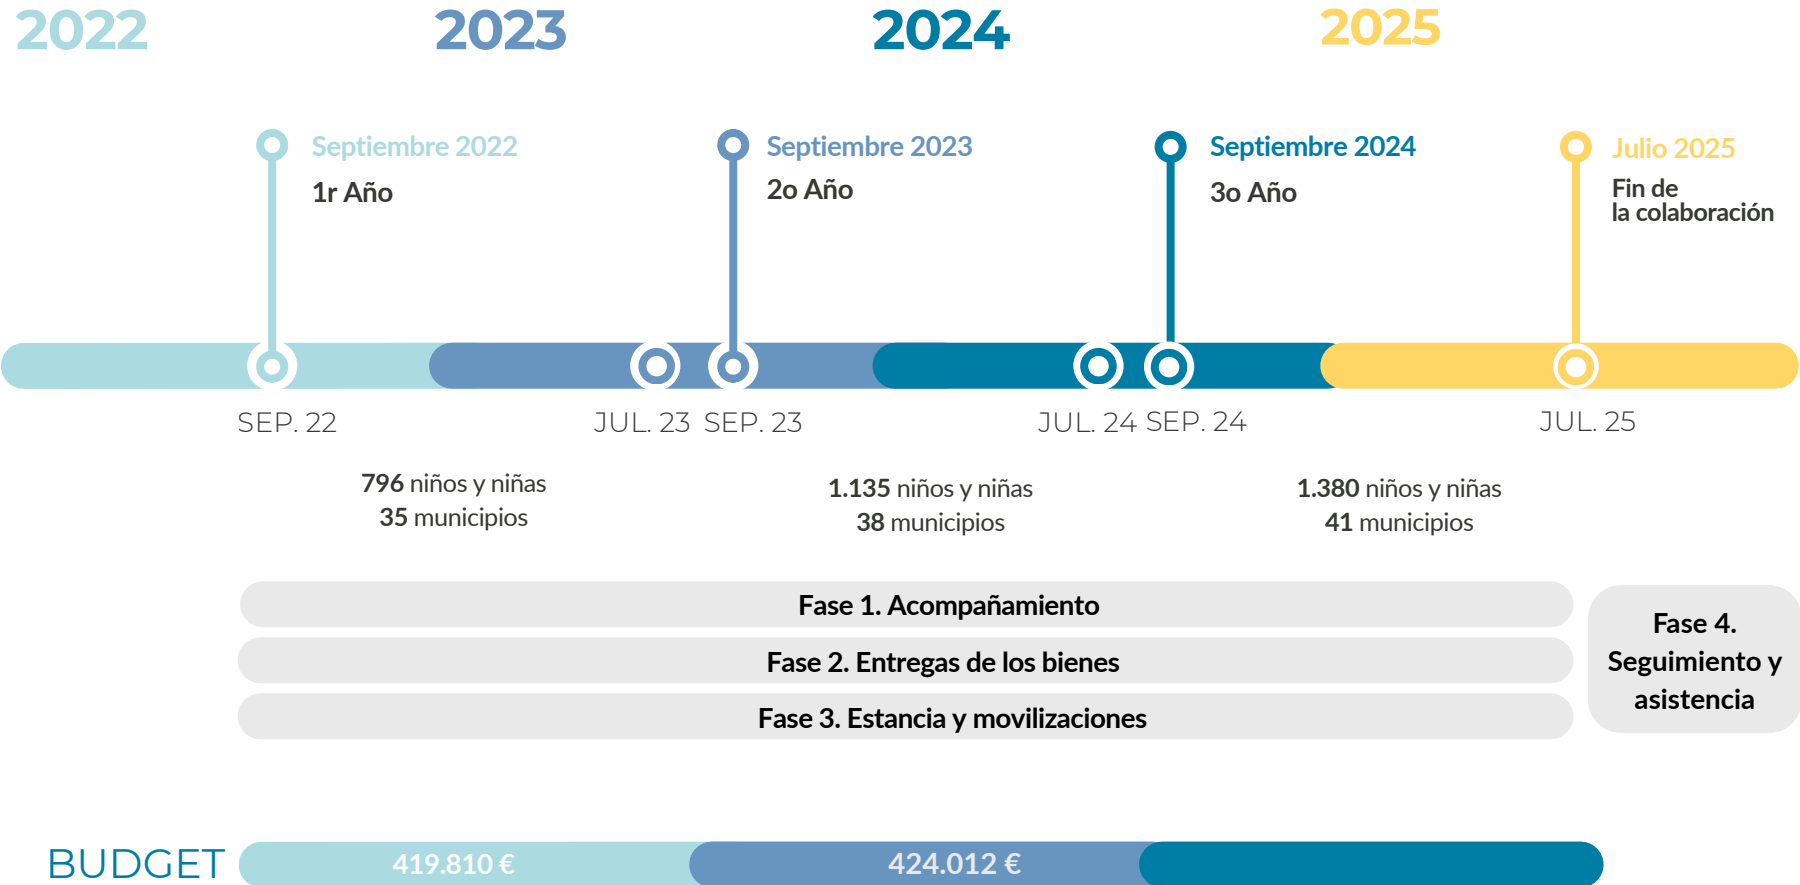 2022
2023
2024
2025
Septiembre 2022
1r Año
Septiembre 2023
2o Año
Septiembre 2024
3o Año
Julio 2025
Fin de
la colaboración
SEP. 22
JUL. 23
SEP. 23
JUL. 24
SEP. 24
JUL. 25
796 niños y niñas
35 municipios
1.135 niños y niñas
38 municipios
1.380 niños y niñas
41 municipios
Fase 1. Acompañamiento
Fase 2. Entregas de los bienes
Fase 3. Estancia y movilizaciones
Fase 4.
Seguimiento y
asistencia
BUDGET
419.810 €
424.012 €